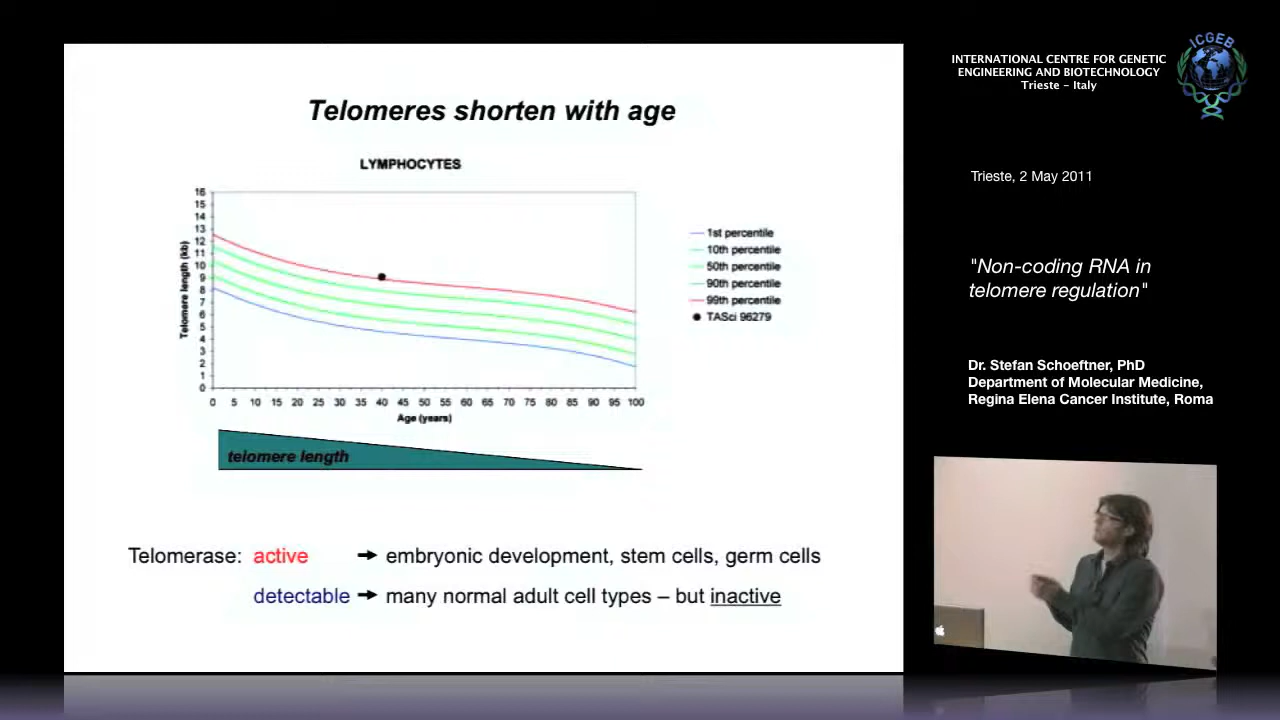 Telomeres shorten with age
LYMPHOCYTES
Telomere length (kb)
16
15
14
13
12
11
10
9
8
7
6
5
4
3
2
1
0
0 5 10 15 20 25 30 35 40 45 50 55 60 65 70 75 80 85 90 95 100
Age (years)
1st percentile
10th percentile
50th percentile
90th percentile
99th percentile
TASci 96279
telomere length
Telomerase: active → embryonic development, stem cells, germ cells
detectable → many normal adult cell types – but inactive
INTERNATIONAL CENTRE FOR GENETIC
ENGINEERING AND BIOTECHNOLOGY
Trieste - Italy
ICGEB
Trieste, 2 May 2011
"Non-coding RNA in
telomere regulation"
Dr. Stefan Schoeftner, PhD
Department of Molecular Medicine,
Regina Elena Cancer Institute, Roma